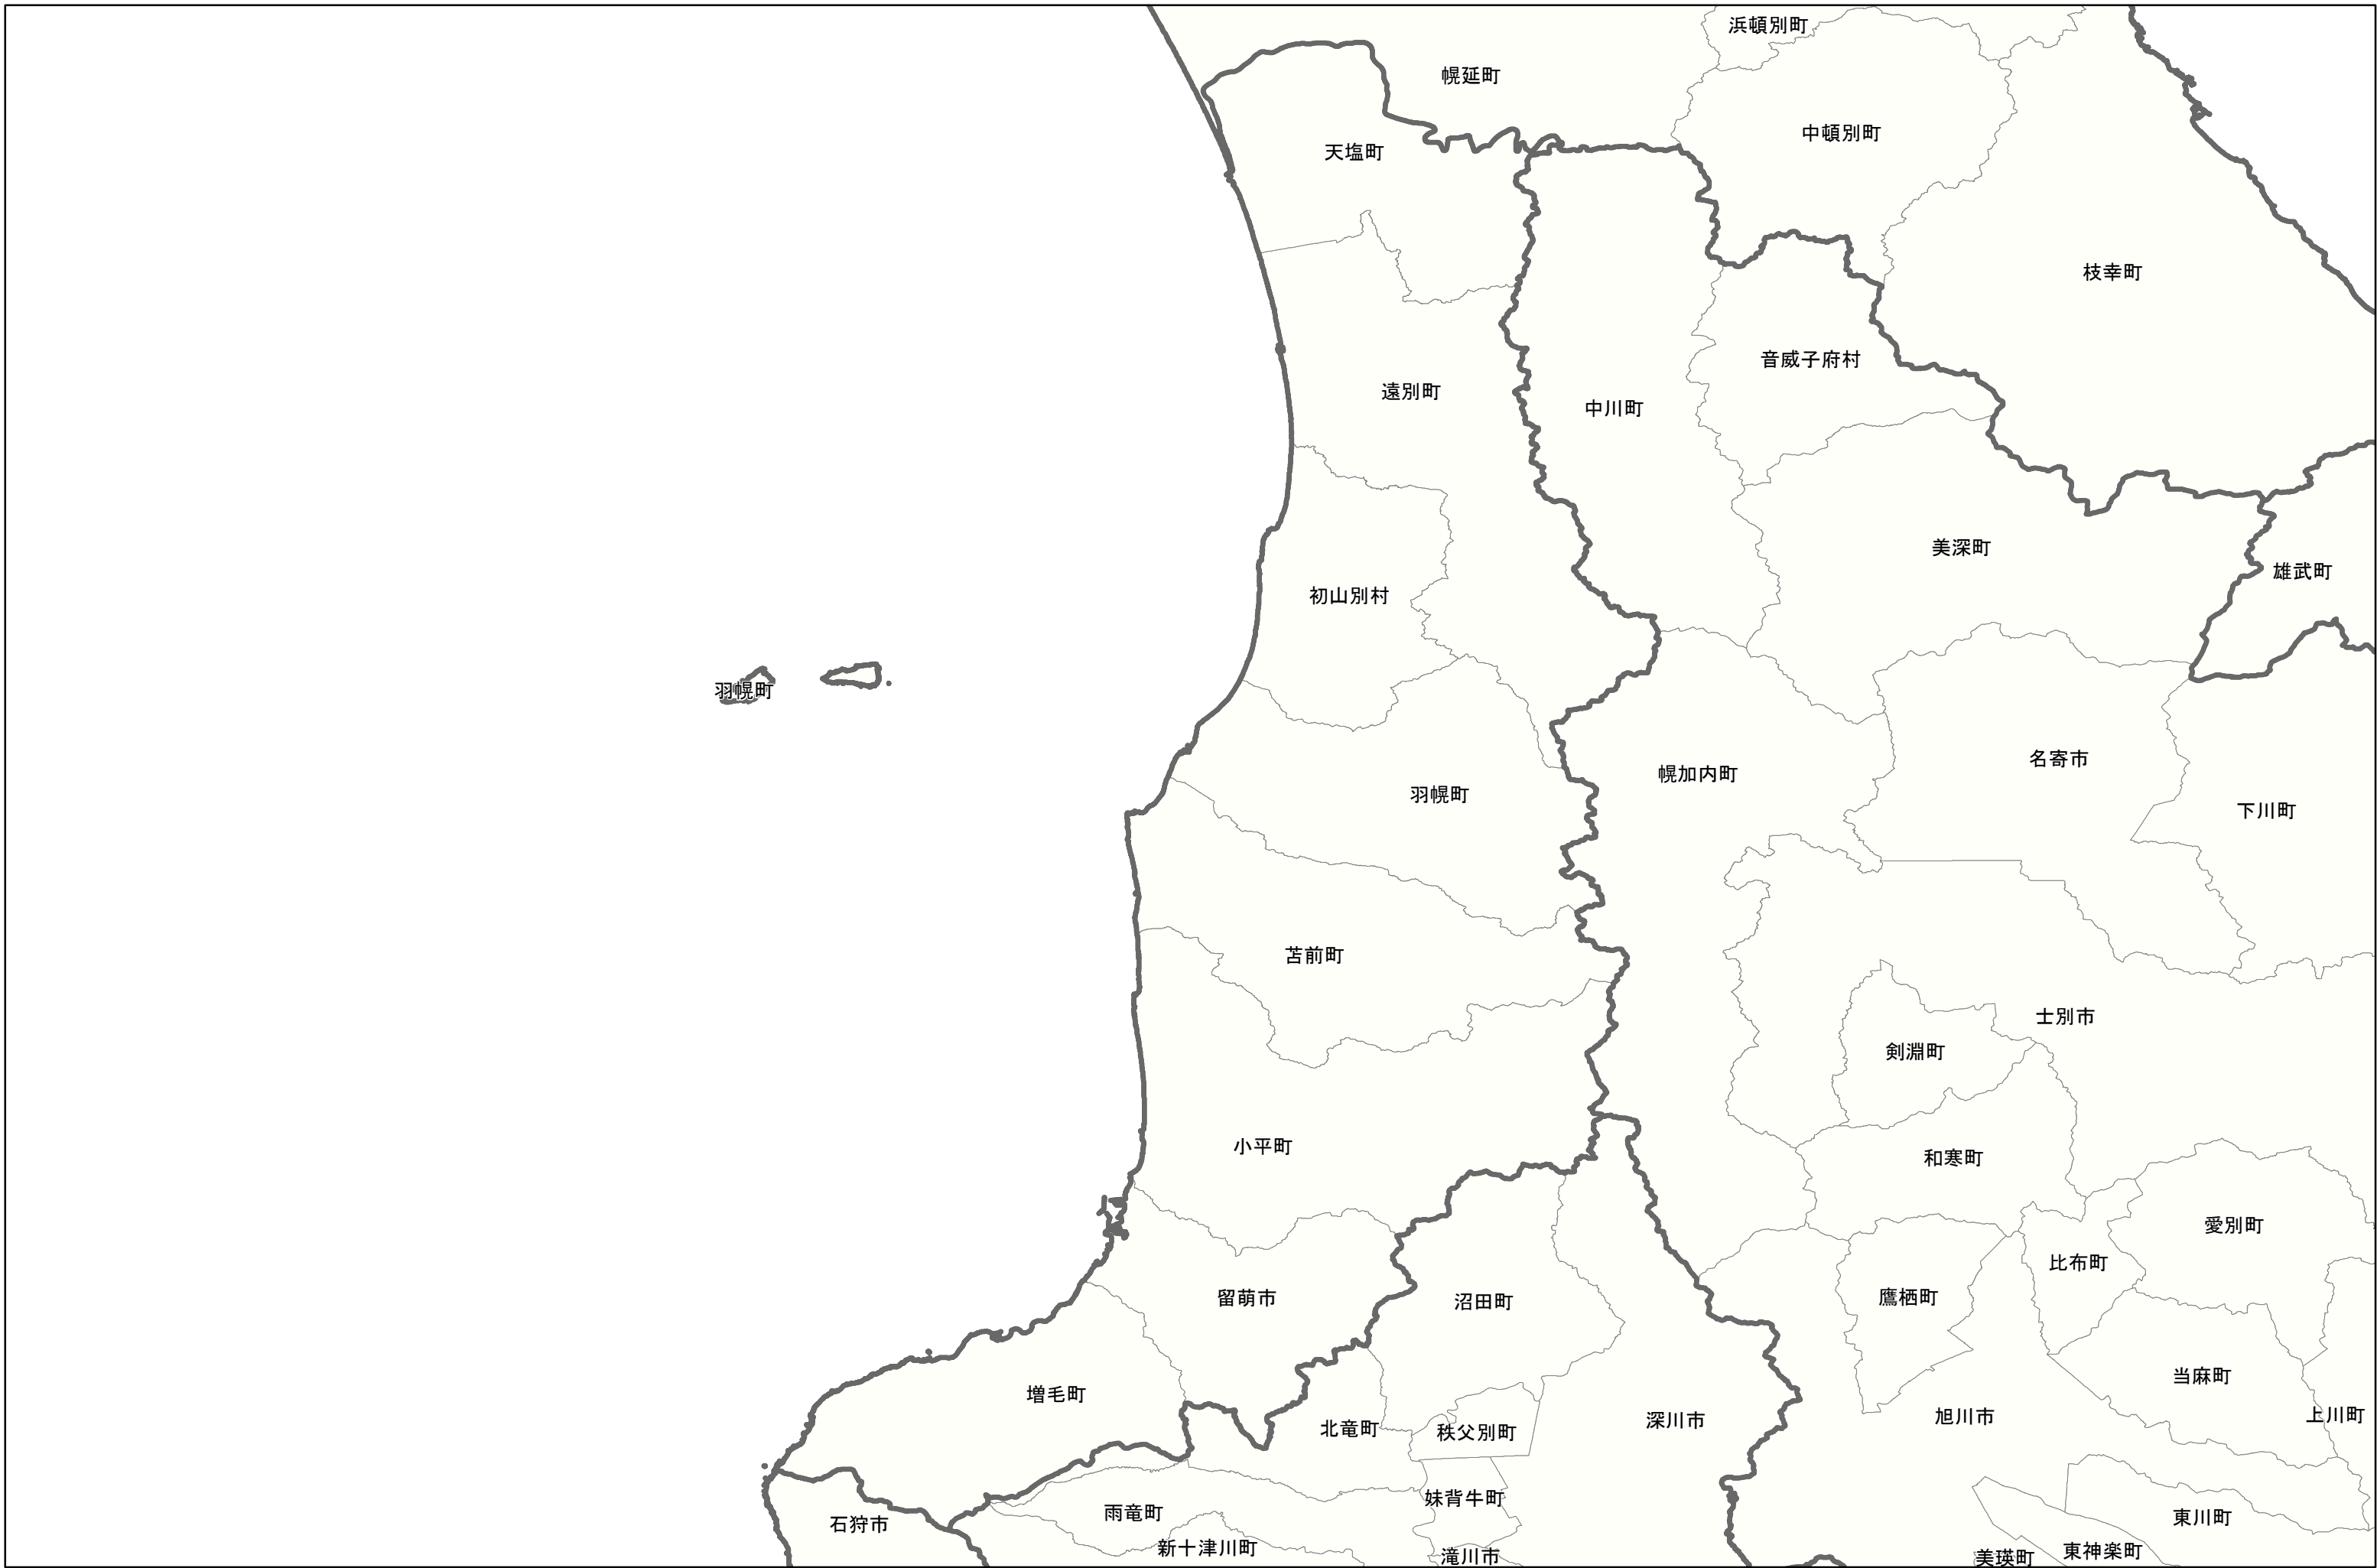 浜頓別町
幌延町
中頓別町
天塩町
枝幸町
音威子府村
遠別町
中川町
美深町
雄武町
初山別村
羽幌町
名寄市
幌加内町
羽幌町
下川町
苫前町
士別市
剣淵町
小平町
和寒町
愛別町
比布町
留萌市
沼田町
鷹栖町
当麻町
増毛町
上川町
旭川市
深川市
北竜町
秩父別町
妹背牛町
雨竜町
東川町
石狩市
新十津川町
東神楽町
滝川市
美瑛町